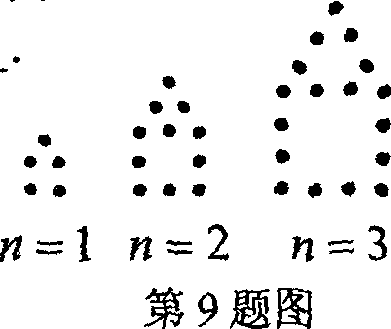 n = 1 n = 2 n = 3
第9题图